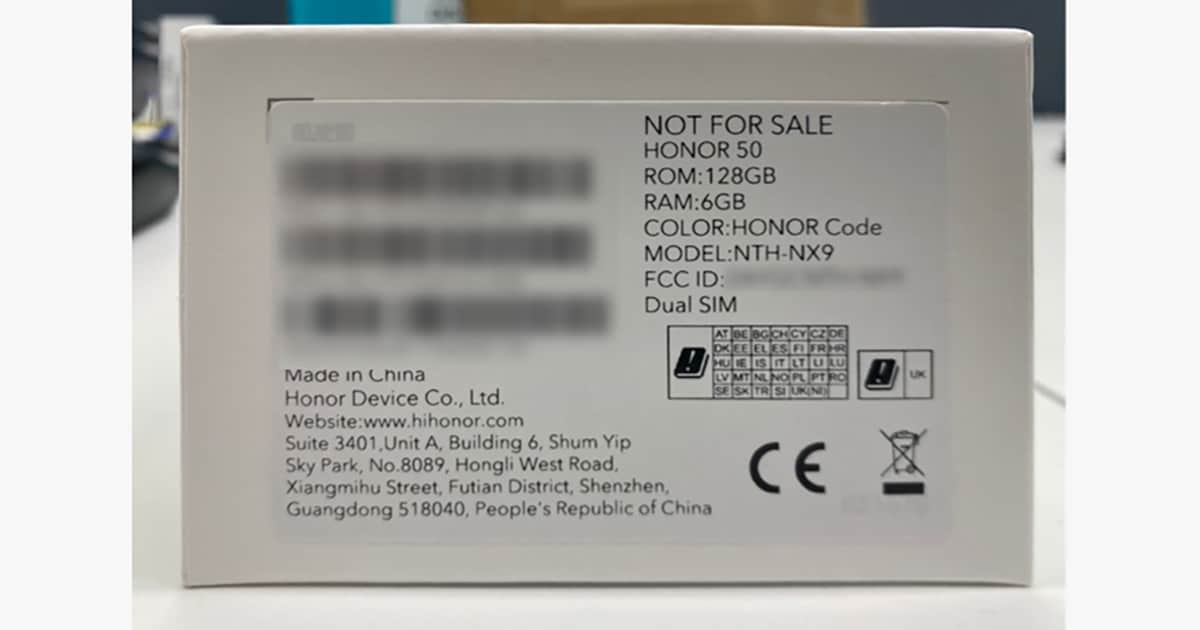 NOT FOR SALE
HONOR 50
ROM:128GB
RAM:6GB
COLOR:HONOR Code
MODEL:NTH-NX9
FCC ID:
Dual SIM
AT BE BG CH CY CZ DE
DK EE EL ES FI FR HR
HU IE IS IT LT LI LU
LV MT NL NO PL PT RO
SE SK TR SI UK(NI)
UK
Made in China
Honor Device Co., Ltd.
Website:www.hihonor.com
Suite 3401,Unit A, Building 6, Shum Yip
Sky Park, No.8089, Hongli West Road,
Xiangmihu Street, Futian District, Shenzhen,
Guangdong 518040, People's Republic of China
CE